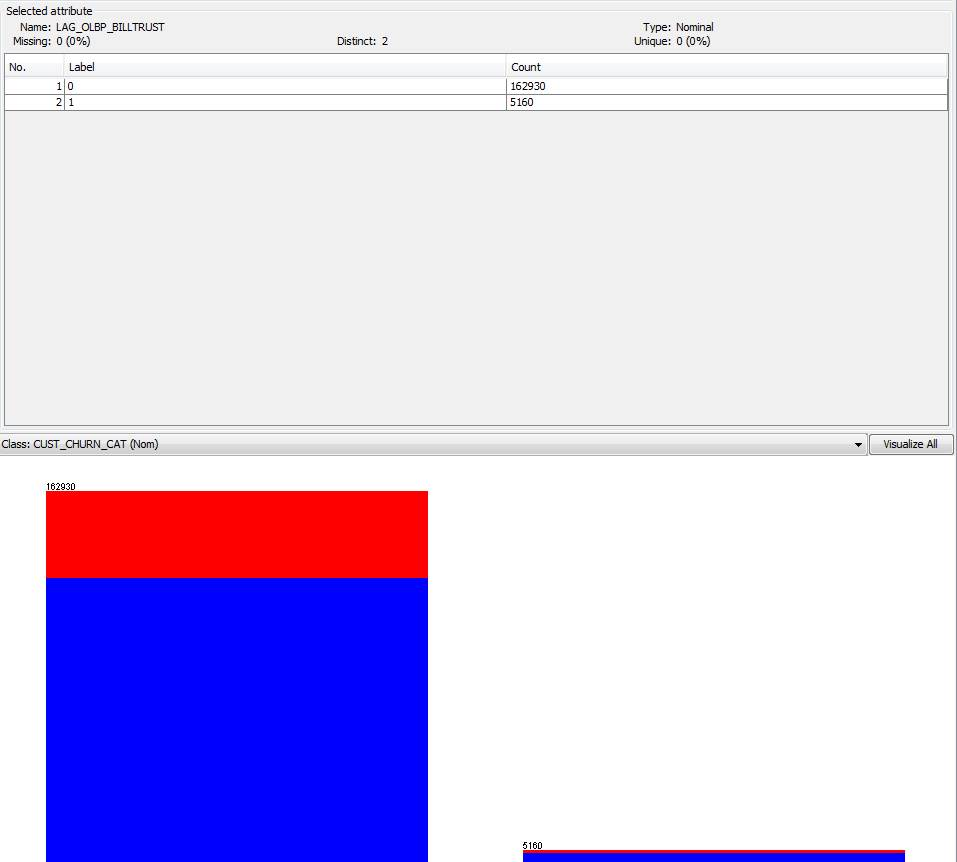 Selected attribute
Name: LAG_OLBP_BILLTRUST Type: Nominal
Missing: 0 (0%) Distinct: 2 Unique: 0 (0%)
No. Label Count
1 0 162930
2 1 5160
Class: CUST_CHURN_CAT (Nom) Visualize All
162930
5160